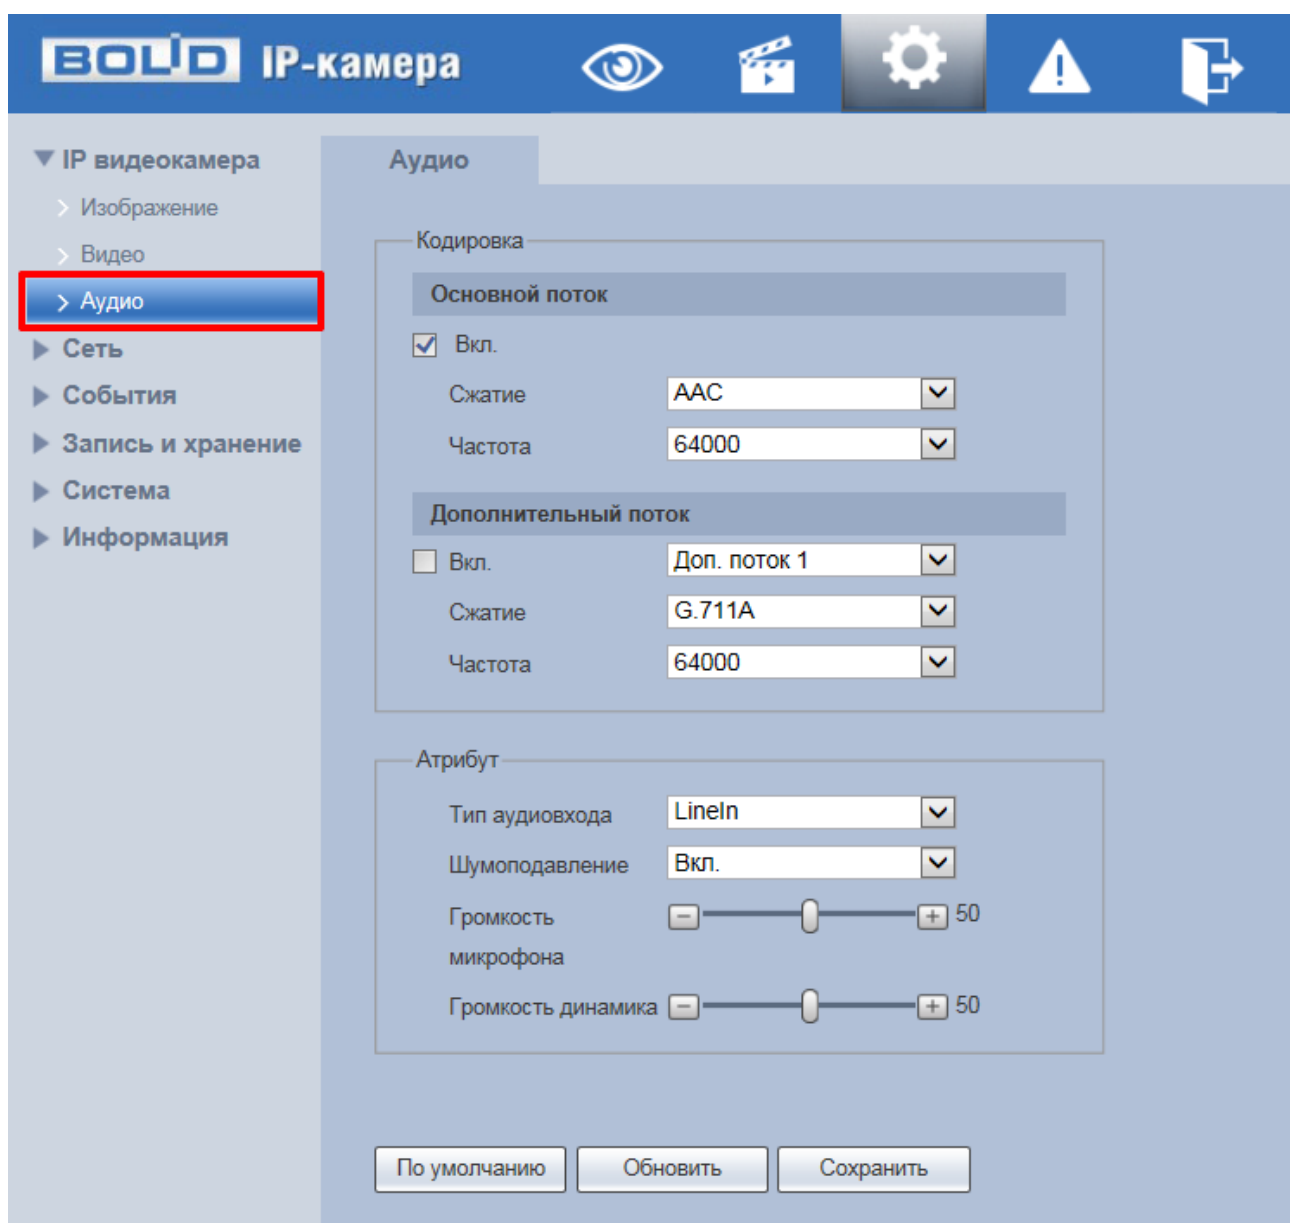 BOLID IP-камера
IP видеокамера
Изображение
Видео
Аудио
Сеть
События
Запись и хранение
Система
Информация
Аудио
Кодировка
Основной поток
Вкл.
Сжатие AAC
Частота 64000
Дополнительный поток
Вкл. Доп. поток 1
Сжатие G.711A
Частота 64000
Атрибут
Тип аудиовхода LineIn
Шумоподавление Вкл.
Громкость 50
микрофона
Громкость динамика 50
По умолчанию Обновить Сохранить